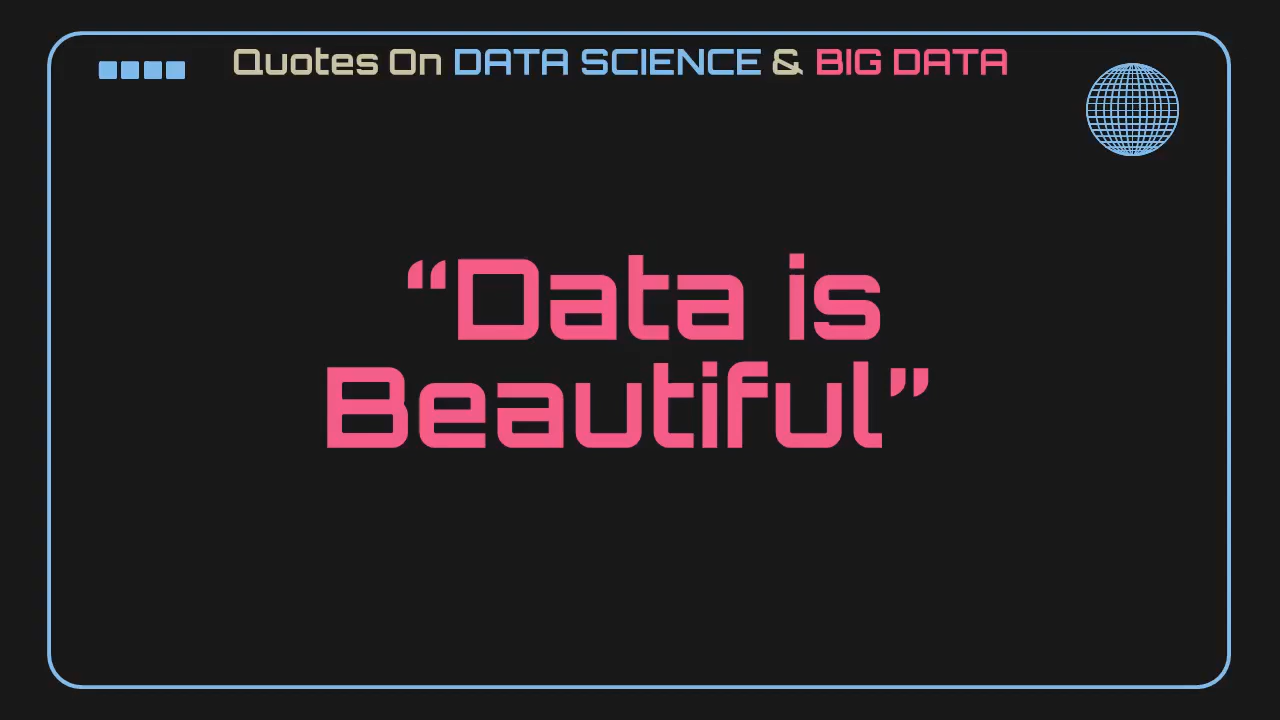 Quotes On DATA SCIENCE & BIG DATA
“Data is
Beautiful”